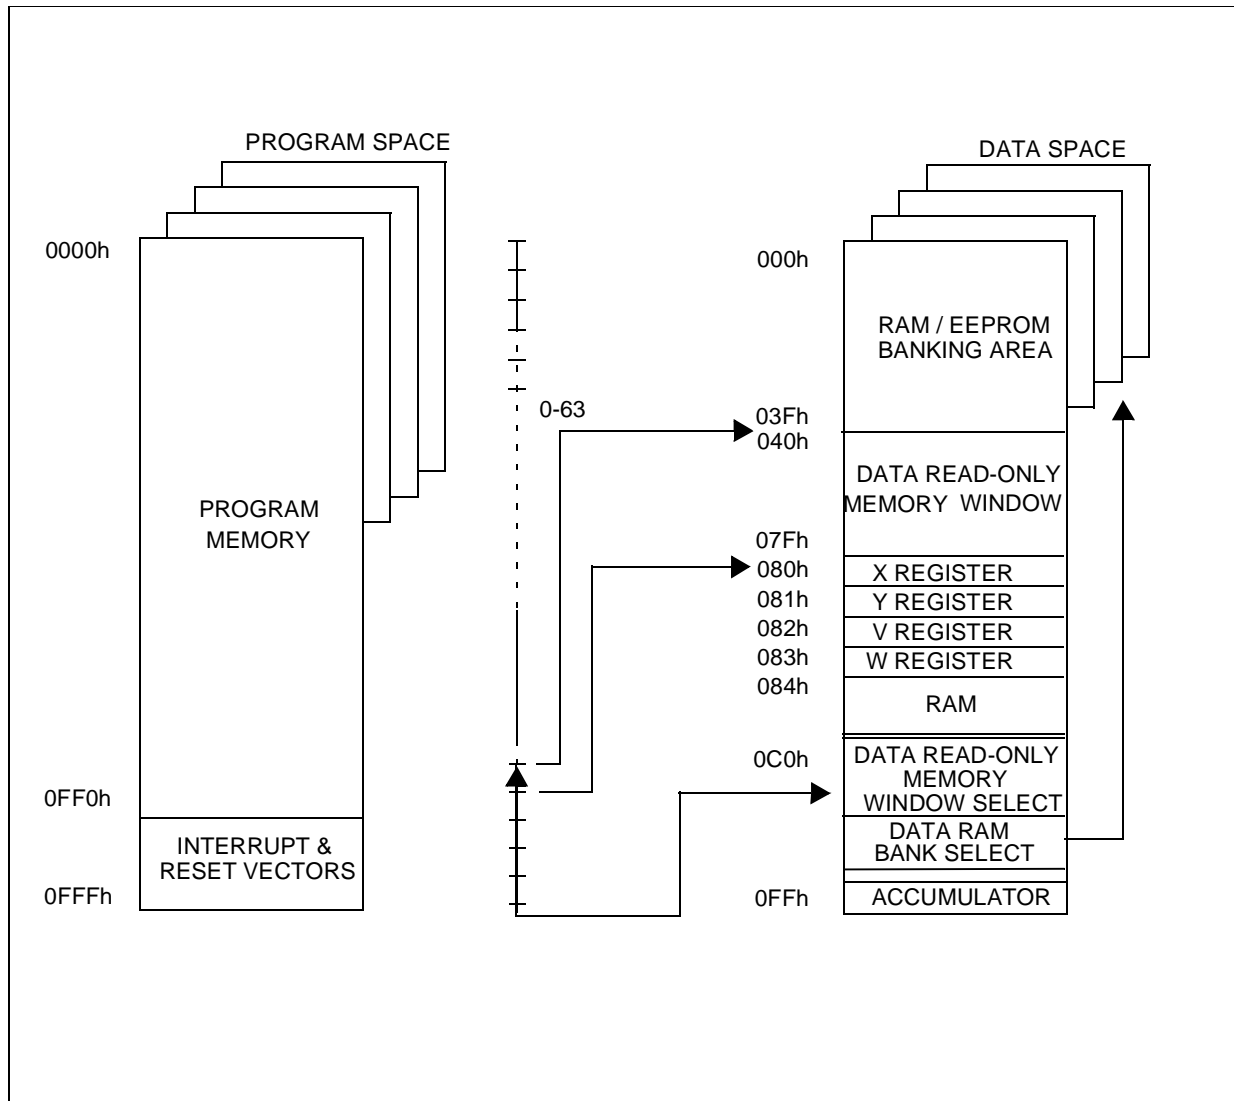 PROGRAM SPACE
0000h
PROGRAM
MEMORY
0FF0h
INTERRUPT &
RESET VECTORS
0FFFh
0-63
DATA SPACE
000h
RAM / EEPROM
BANKING AREA
03Fh
040h
DATA READ-ONLY
MEMORY WINDOW
07Fh
080h
X REGISTER
081h
Y REGISTER
082h
V REGISTER
083h
W REGISTER
084h
RAM
0C0h
DATA READ-ONLY
MEMORY
WINDOW SELECT
DATA RAM
BANK SELECT
0FFh
ACCUMULATOR